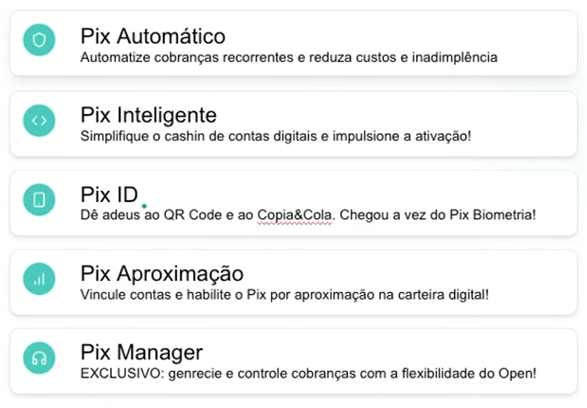 Pix Automático
Automatize cobranças recorrentes e reduza custos e inadimplência
Pix Inteligente
Simplifique o cashin de contas digitais e impulsione a ativação!
Pix ID
Dê adeus ao QR Code e ao Copia&Cola. Chegou a vez do Pix Biometria!
Pix Aproximação
Vincule contas e habilite o Pix por aproximação na carteira digital!
Pix Manager
EXCLUSIVO: genrecie e controle cobranças com a flexibilidade do Open!